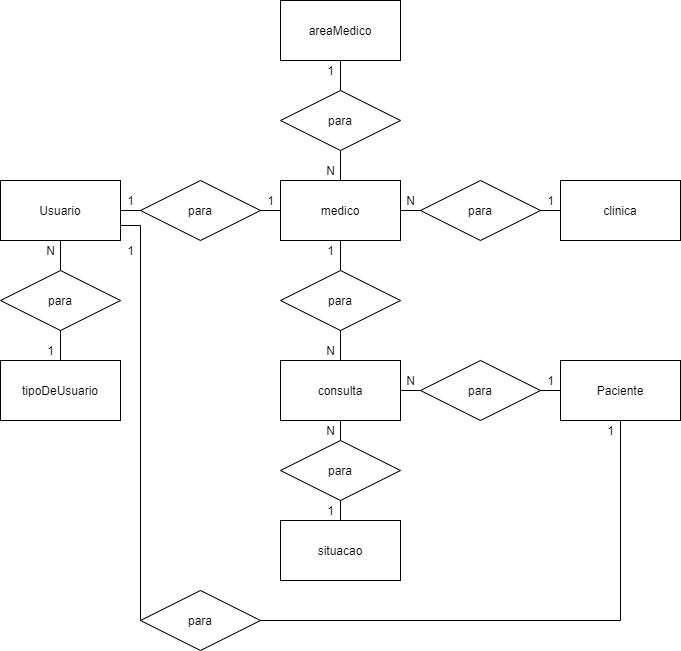 areaMedico
1
para
N
Usuario
1
para
1
medico
N
para
1
clinica
N
1
1
para
para
1
N
tipoDeUsuario
consulta
N
para
1
Paciente
N
1
para
1
situacao
para